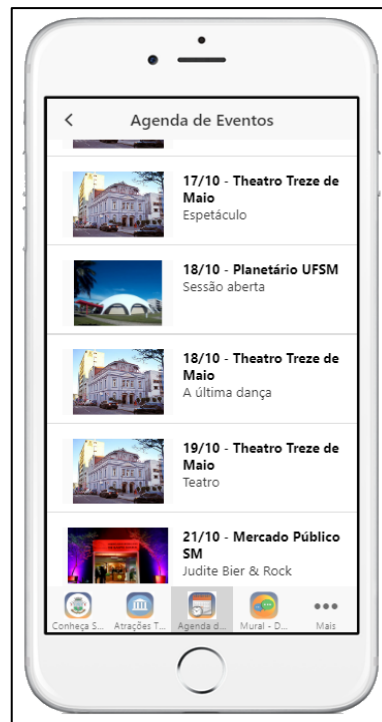 Agenda de Eventos
17/10 - Theatro Treze de
Maio
Espetáculo
18/10 - Planetário UFSM
Sessão aberta
18/10 - Theatro Treze de
Maio
A última dança
19/10 - Theatro Treze de
Maio
Teatro
21/10 - Mercado Público
SM
Judite Bier & Rock
Conheça S... Atrações T... Agenda d... Mural - D... Mais